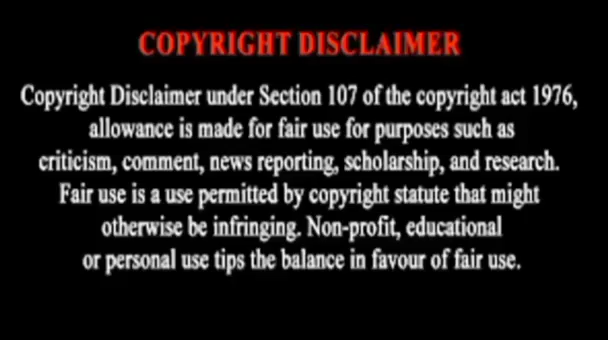 COPYRIGHT DISCLAIMER
Copyright Disclaimer under Section 107 of the copyright act 1976,
allowance is made for fair use for purposes such as
criticism, comment, news reporting, scholarship, and research.
Fair use is a use permitted by copyright statute that might
otherwise be infringing. Non-profit, educational
or personal use tips the balance in favour of fair use.